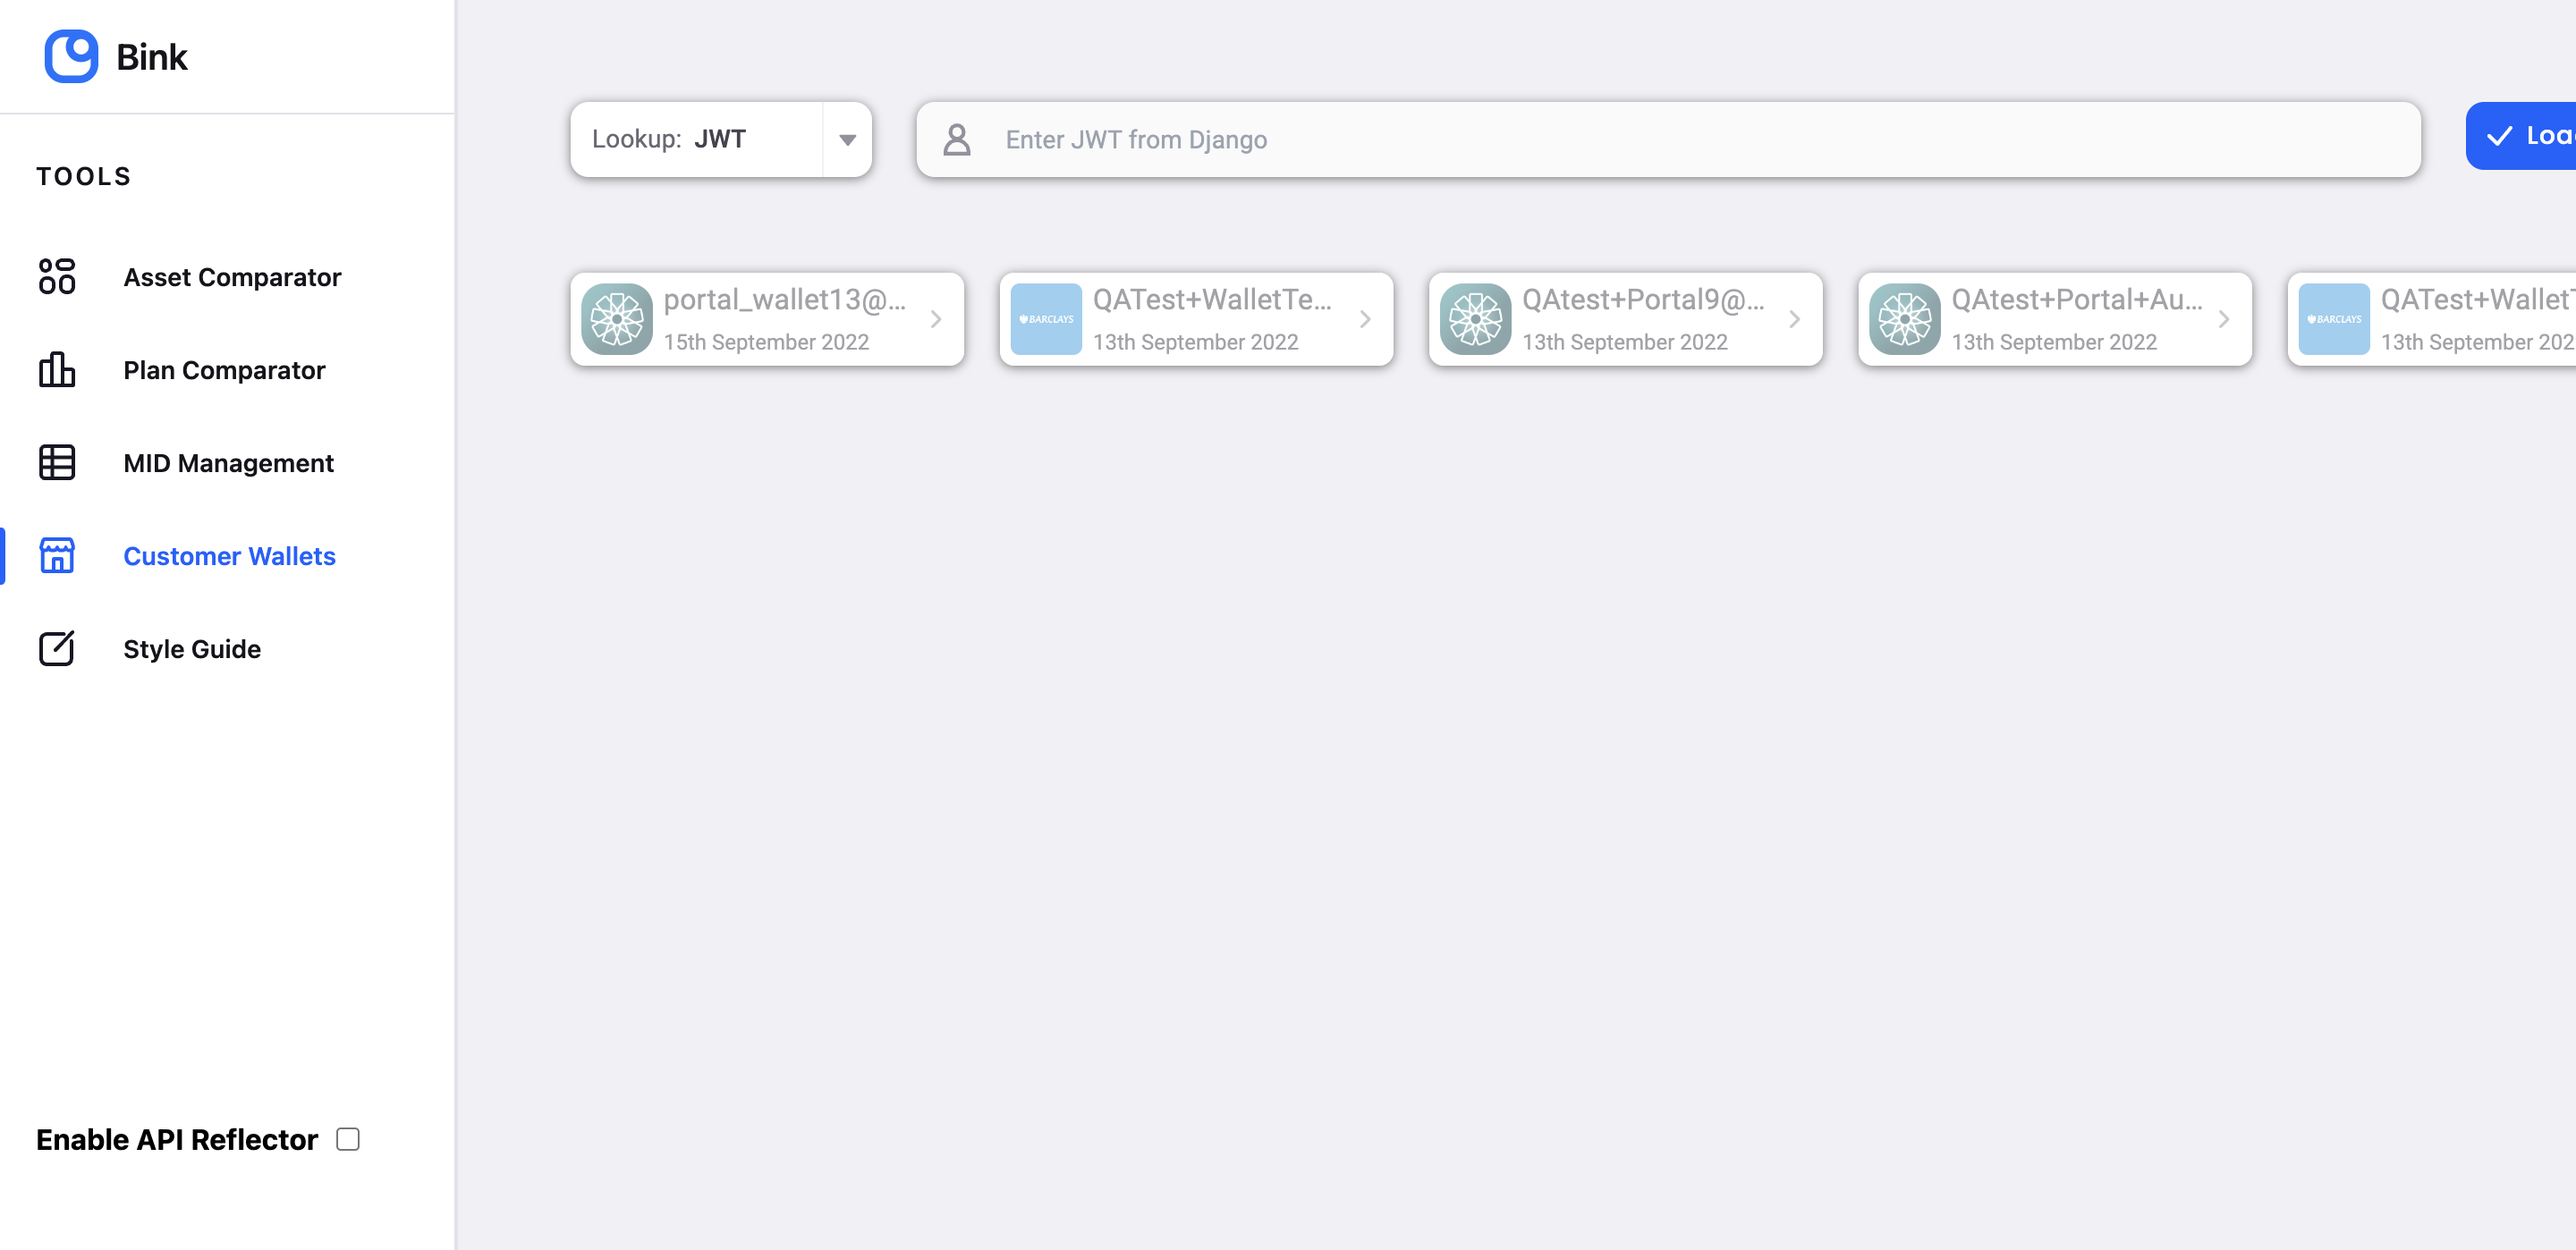 Bink
TOOLS
Asset Comparator
Plan Comparator
MID Management
Customer Wallets
Style Guide
Enable API Reflector
Lookup: JWT
Enter JWT from Django
Loa
portal_wallet13@...
15th September 2022
BARCLAYS
QATest+WalletTe...
13th September 2022
QAtest+Portal9@...
13th September 2022
QAtest+Portal+Au...
13th September 2022
BARCLAYS
QATest+Wallet
13th September 202